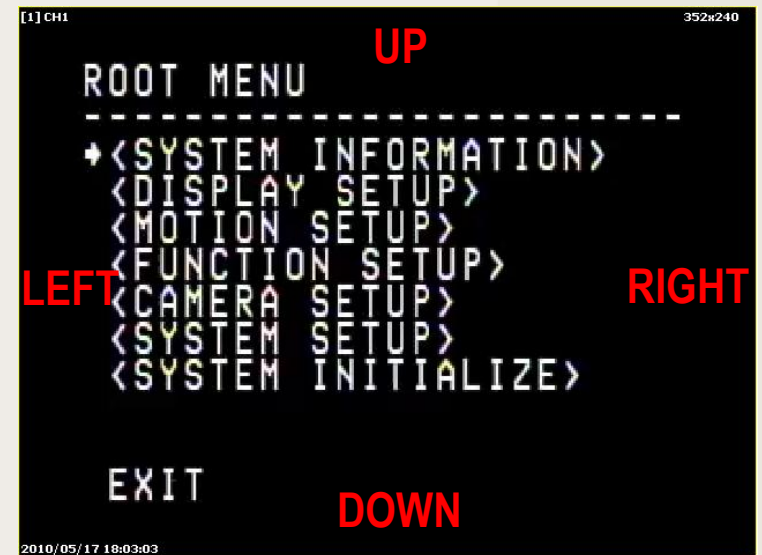 [1] CH1 352x240
UP
ROOT MENU
<SYSTEM INFORMATION>
<DISPLAY SETUP>
<MOTION SETUP>
<FUNCTION SETUP>
LEFT RIGHT
<CAMERA SETUP>
<SYSTEM SETUP>
<SYSTEM INITIALIZE>
EXIT
DOWN
2010/05/17 18:03:03